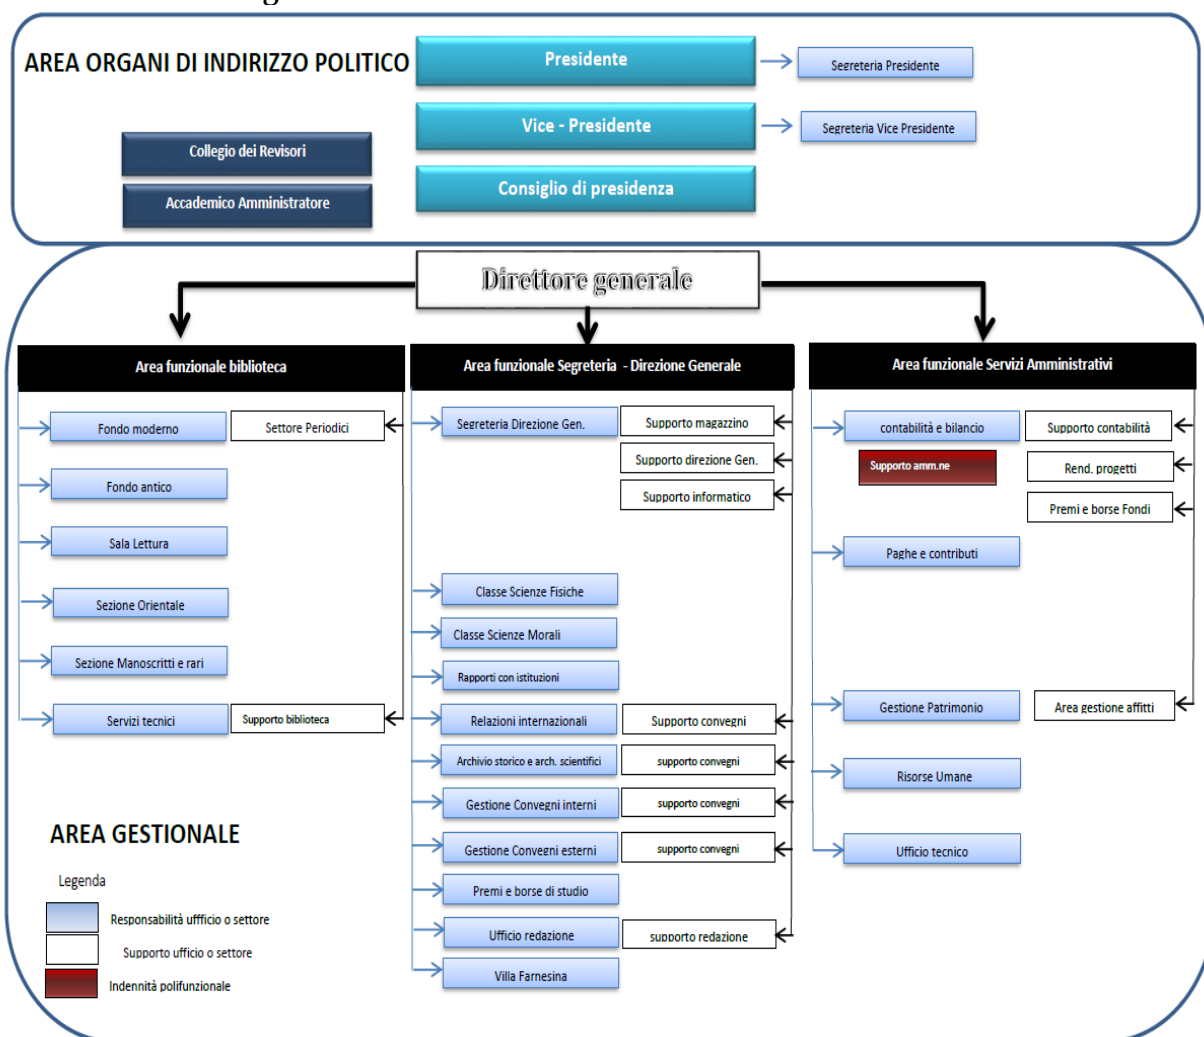 AREA ORGANI DI INDIRIZZO POLITICO
Presidente
Segreteria Presidente
Vice - Presidente
Segreteria Vice Presidente
Collegio dei Revisori
Consiglio di presidenza
Accademico Amministratore
Direttore generale
Area funzionale biblioteca
Area funzionale Segreteria - Direzione Generale
Area funzionale Servizi Amministrativi
Fondo moderno
Settore Periodici
Fondo antico
Sala Lettura
Sezione Orientale
Sezione Manoscritti e rari
Servizi tecnici
Supporto biblioteca
Segreteria Direzione Gen.
Supporto magazzino
Supporto direzione Gen.
Supporto informatico
Classe Scienze Fisiche
Classe Scienze Morali
Rapporti con istituzioni
Relazioni internazionali
Supporto convegni
Archivio storico e arch. scientifici
supporto convegni
Gestione Convegni interni
supporto convegni
Gestione Convegni esterni
supporto convegni
Premi e borse di studio
Ufficio redazione
supporto redazione
Villa Farnesina
contabilità e bilancio
Supporto contabilità
Supporto amm.ne
Rend. progetti
Premi e borse Fondi
Paghe e contributi
Gestione Patrimonio
Area gestione affitti
Risorse Umane
Ufficio tecnico
AREA GESTIONALE
Legenda
Responsabilità uffficio o settore
Supporto ufficio o settore
Indennità polifunzionale